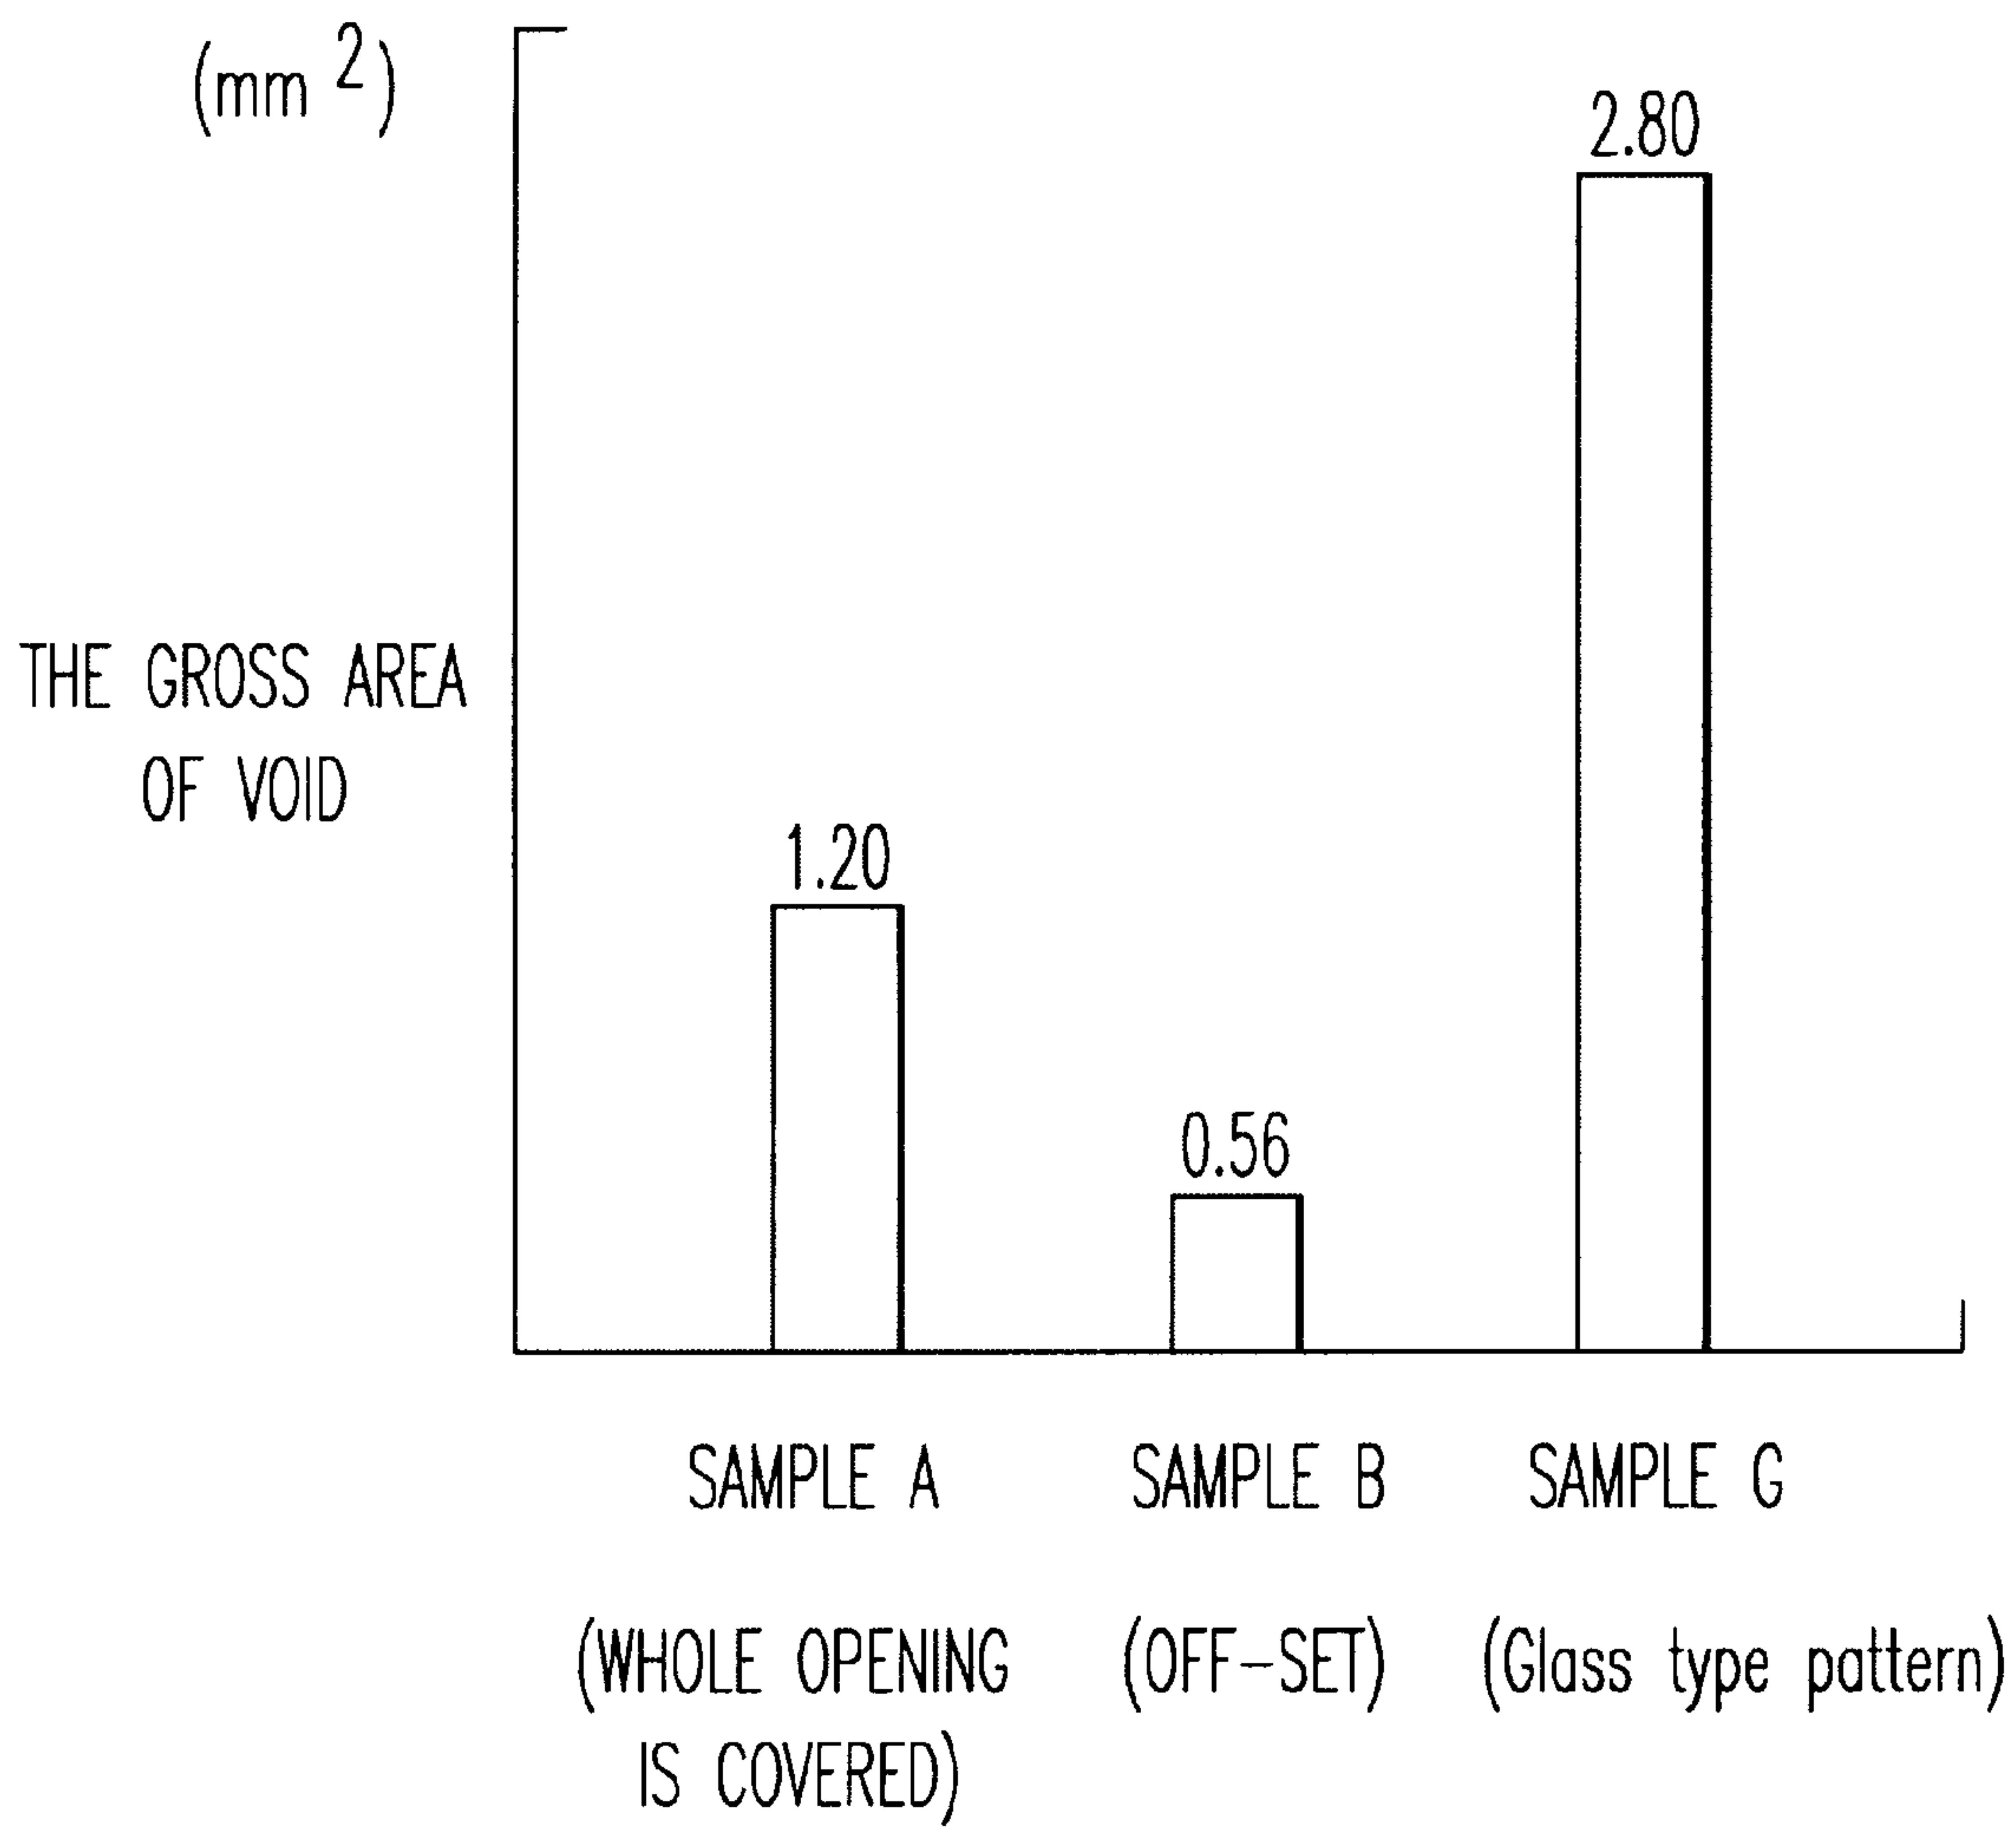 (mm 2)
2.80
THE GROSS AREA
OF VOID
1.20
0.56
SAMPLE A
SAMPLE B
SAMPLE G
(WHOLE OPENING
IS COVERED)
(OFF-SET)
(Glass type pattern)